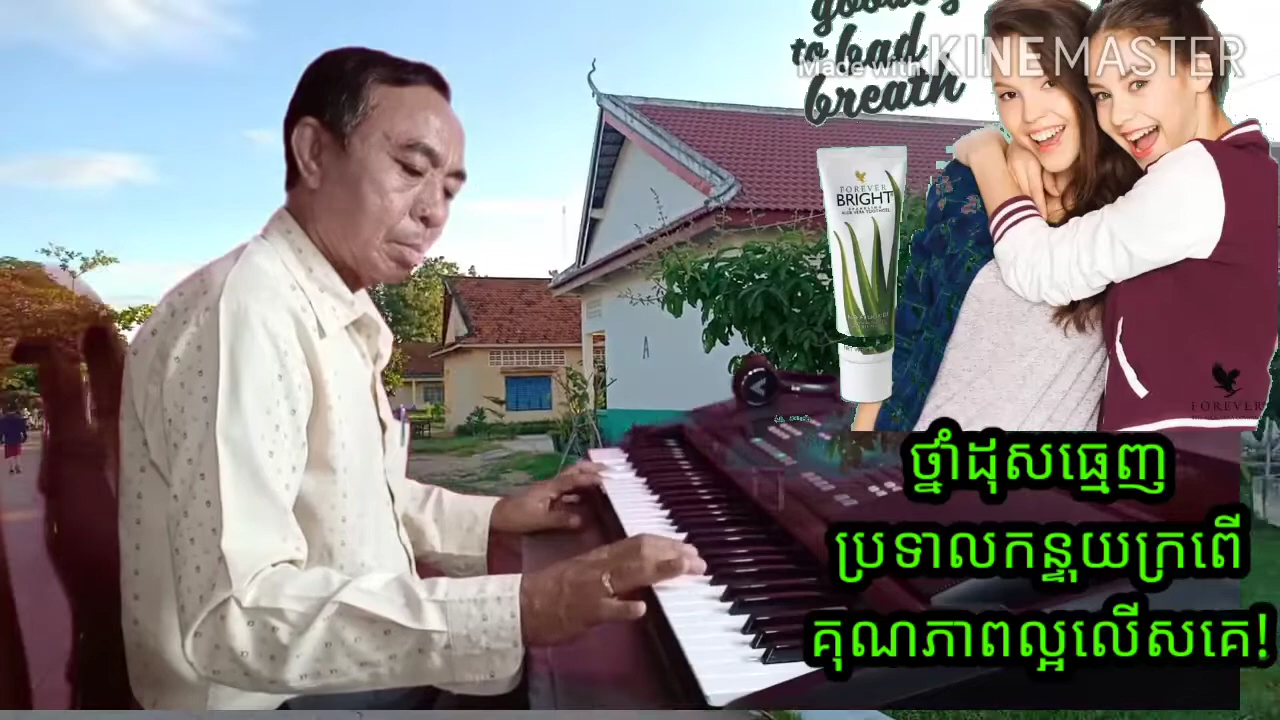 to bad
breath
Made with KINEMASTER
FOREVER
BRIGHT
FOREVER
ថ្នាំដុសធ្មេញ
ប្រទាលកន្ទុយក្រពើ
គុណភាពល្អលើសគេ!